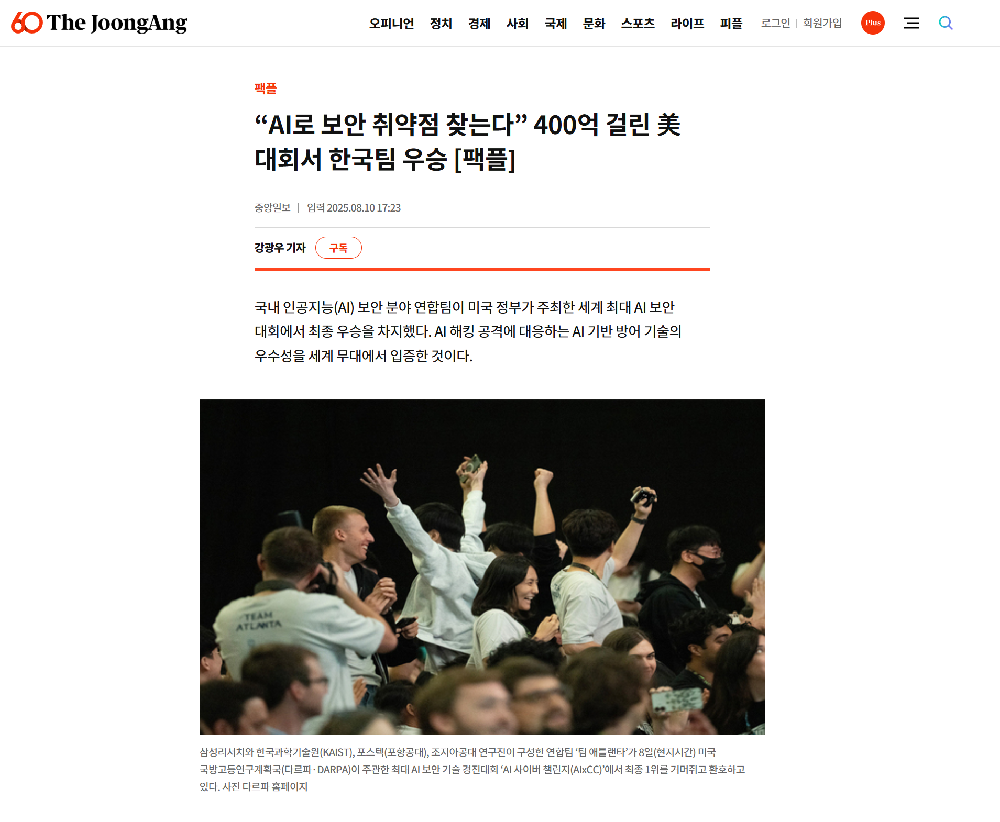 60 The JoongAng
오피니언 정치 경제 사회 국제 문화 스포츠 라이프 피플 로그인 | 회원가입 Plus
팩플
“AI로 보안 취약점 찾는다” 400억 걸린 美
대회서 한국팀 우승 [팩플]
중앙일보 | 입력 2025.08.10 17:23
강광우 기자 구독
국내 인공지능(AI) 보안 분야 연합팀이 미국 정부가 주최한 세계 최대 AI 보안
대회에서 최종 우승을 차지했다. AI 해킹 공격에 대응하는 AI 기반 방어 기술의
우수성을 세계 무대에서 입증한 것이다.
TEAM
ATLANTA
삼성리서치와 한국과학기술원(KAIST), 포스텍(포항공대), 조지아공대 연구진이 구성한 연합팀 ‘팀 애틀랜타’가 8일(현지시간) 미국
국방고등연구계획국(다르파·DARPA)이 주관한 최대 AI 보안 기술 경진대회 ‘AI 사이버 챌린지(AIxCC)’에서 최종 1위를 거머쥐고 환호하고
있다. 사진 다르파 홈페이지